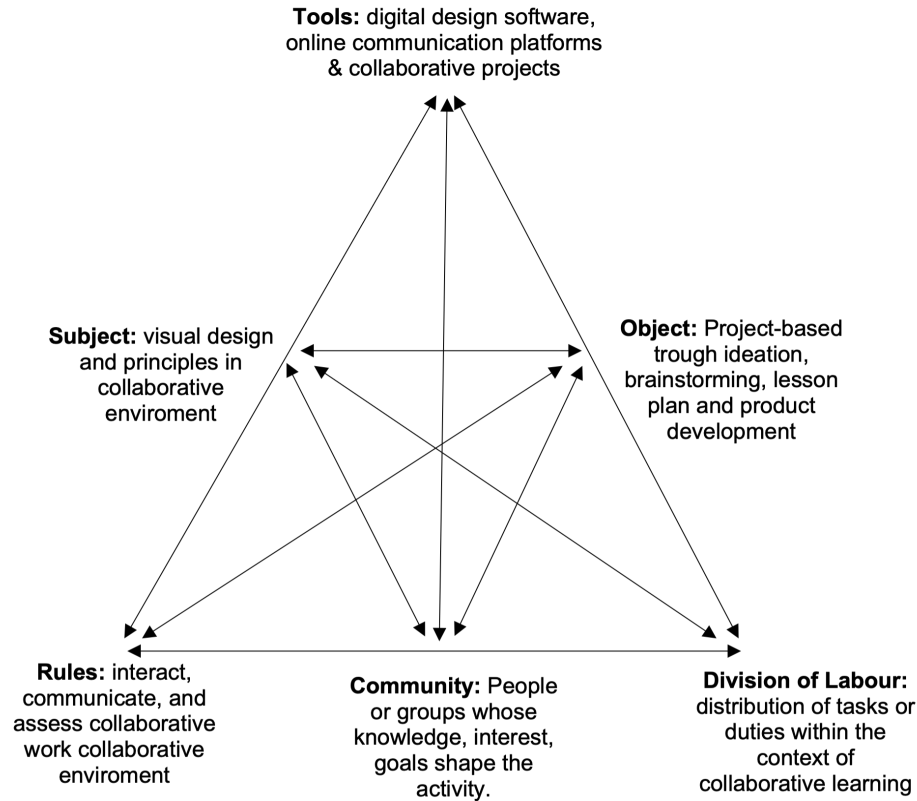 Tools: digital design software,
online communication platforms
& collaborative projects
Subject: visual design
and principles in
collaborative
enviroment
Object: Project-based
trough ideation,
brainstorming, lesson
plan and product
development
Rules: interact,
communicate, and
assess collaborative
work collaborative
enviroment
Community: People
or groups whose
knowledge, interest,
goals shape the
activity.
Division of Labour:
distribution of tasks or
duties within the
context of
collaborative learning